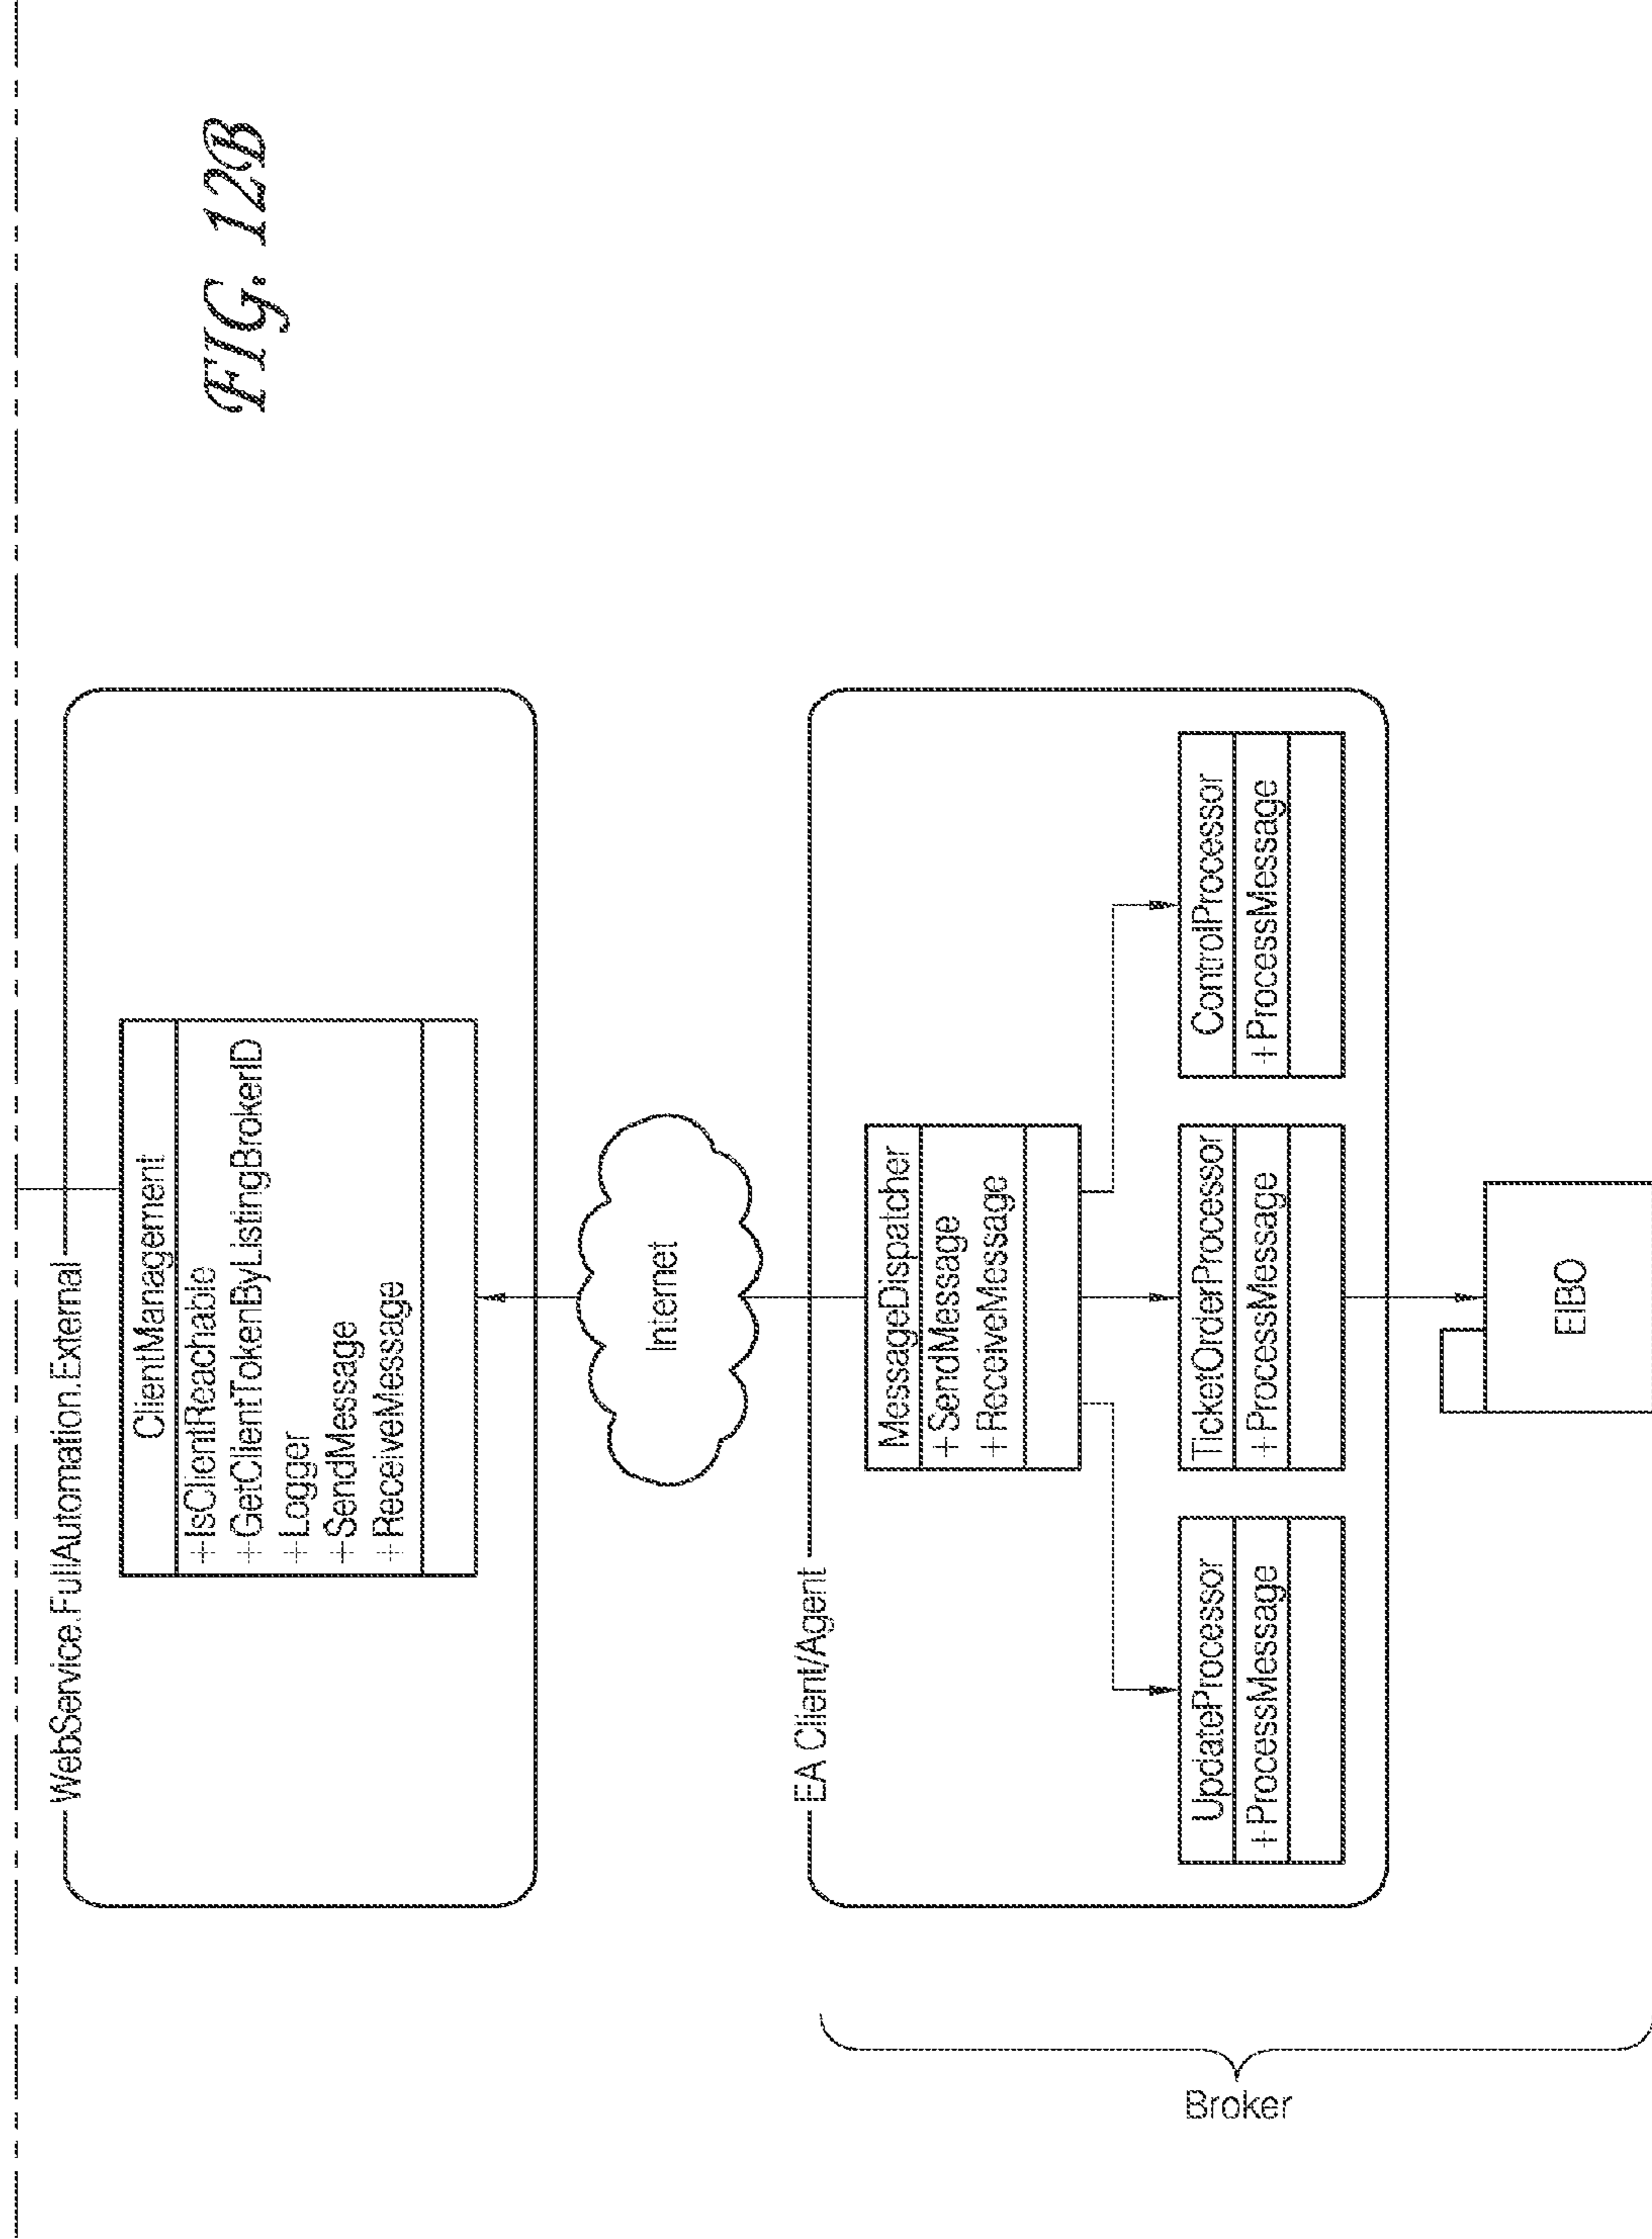 FIG. 12B
WebService.FullAutomation.External
ClientManagement
+IsClientReachable
+GetClientTokenByListingBrokerID
+Logger
+SendMessage
+ReceiveMessage
Internet
EA Client/Agent
MessageDispatcher
+SendMessage
+ReceiveMessage
UpdateProcessor
+ProcessMessage
TicketOrderProcessor
+ProcessMessage
ControlProcessor
+ProcessMessage
EIBO
Broker